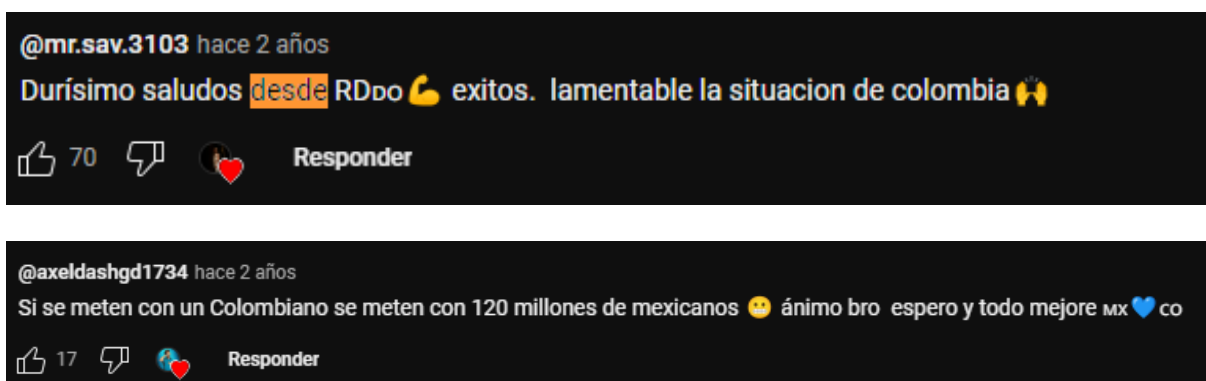 @mr.sav.3103 hace 2 años
Durísimo saludos desde RDDO💪 exitos. lamentable la situacion de colombia🙌
70 Responder
@axeldashgd1734 hace 2 años
Si se meten con un Colombiano se meten con 120 millones de mexicanos 😬 ánimo bro espero y todo mejore MX💙CO
17 Responder